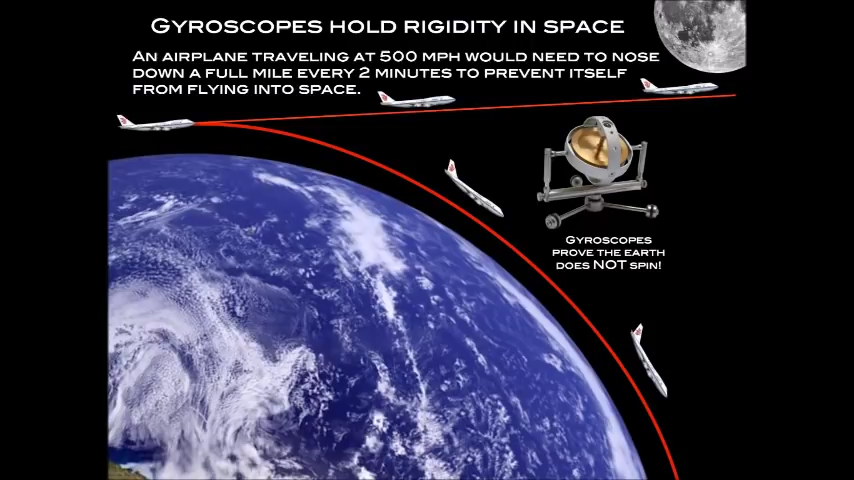 Gyroscopes hold rigidity in space
An airplane traveling at 500 mph would need to nose
down a full mile every 2 minutes to prevent itself
from flying into space.
Gyroscopes
prove the earth
does NOT spin!